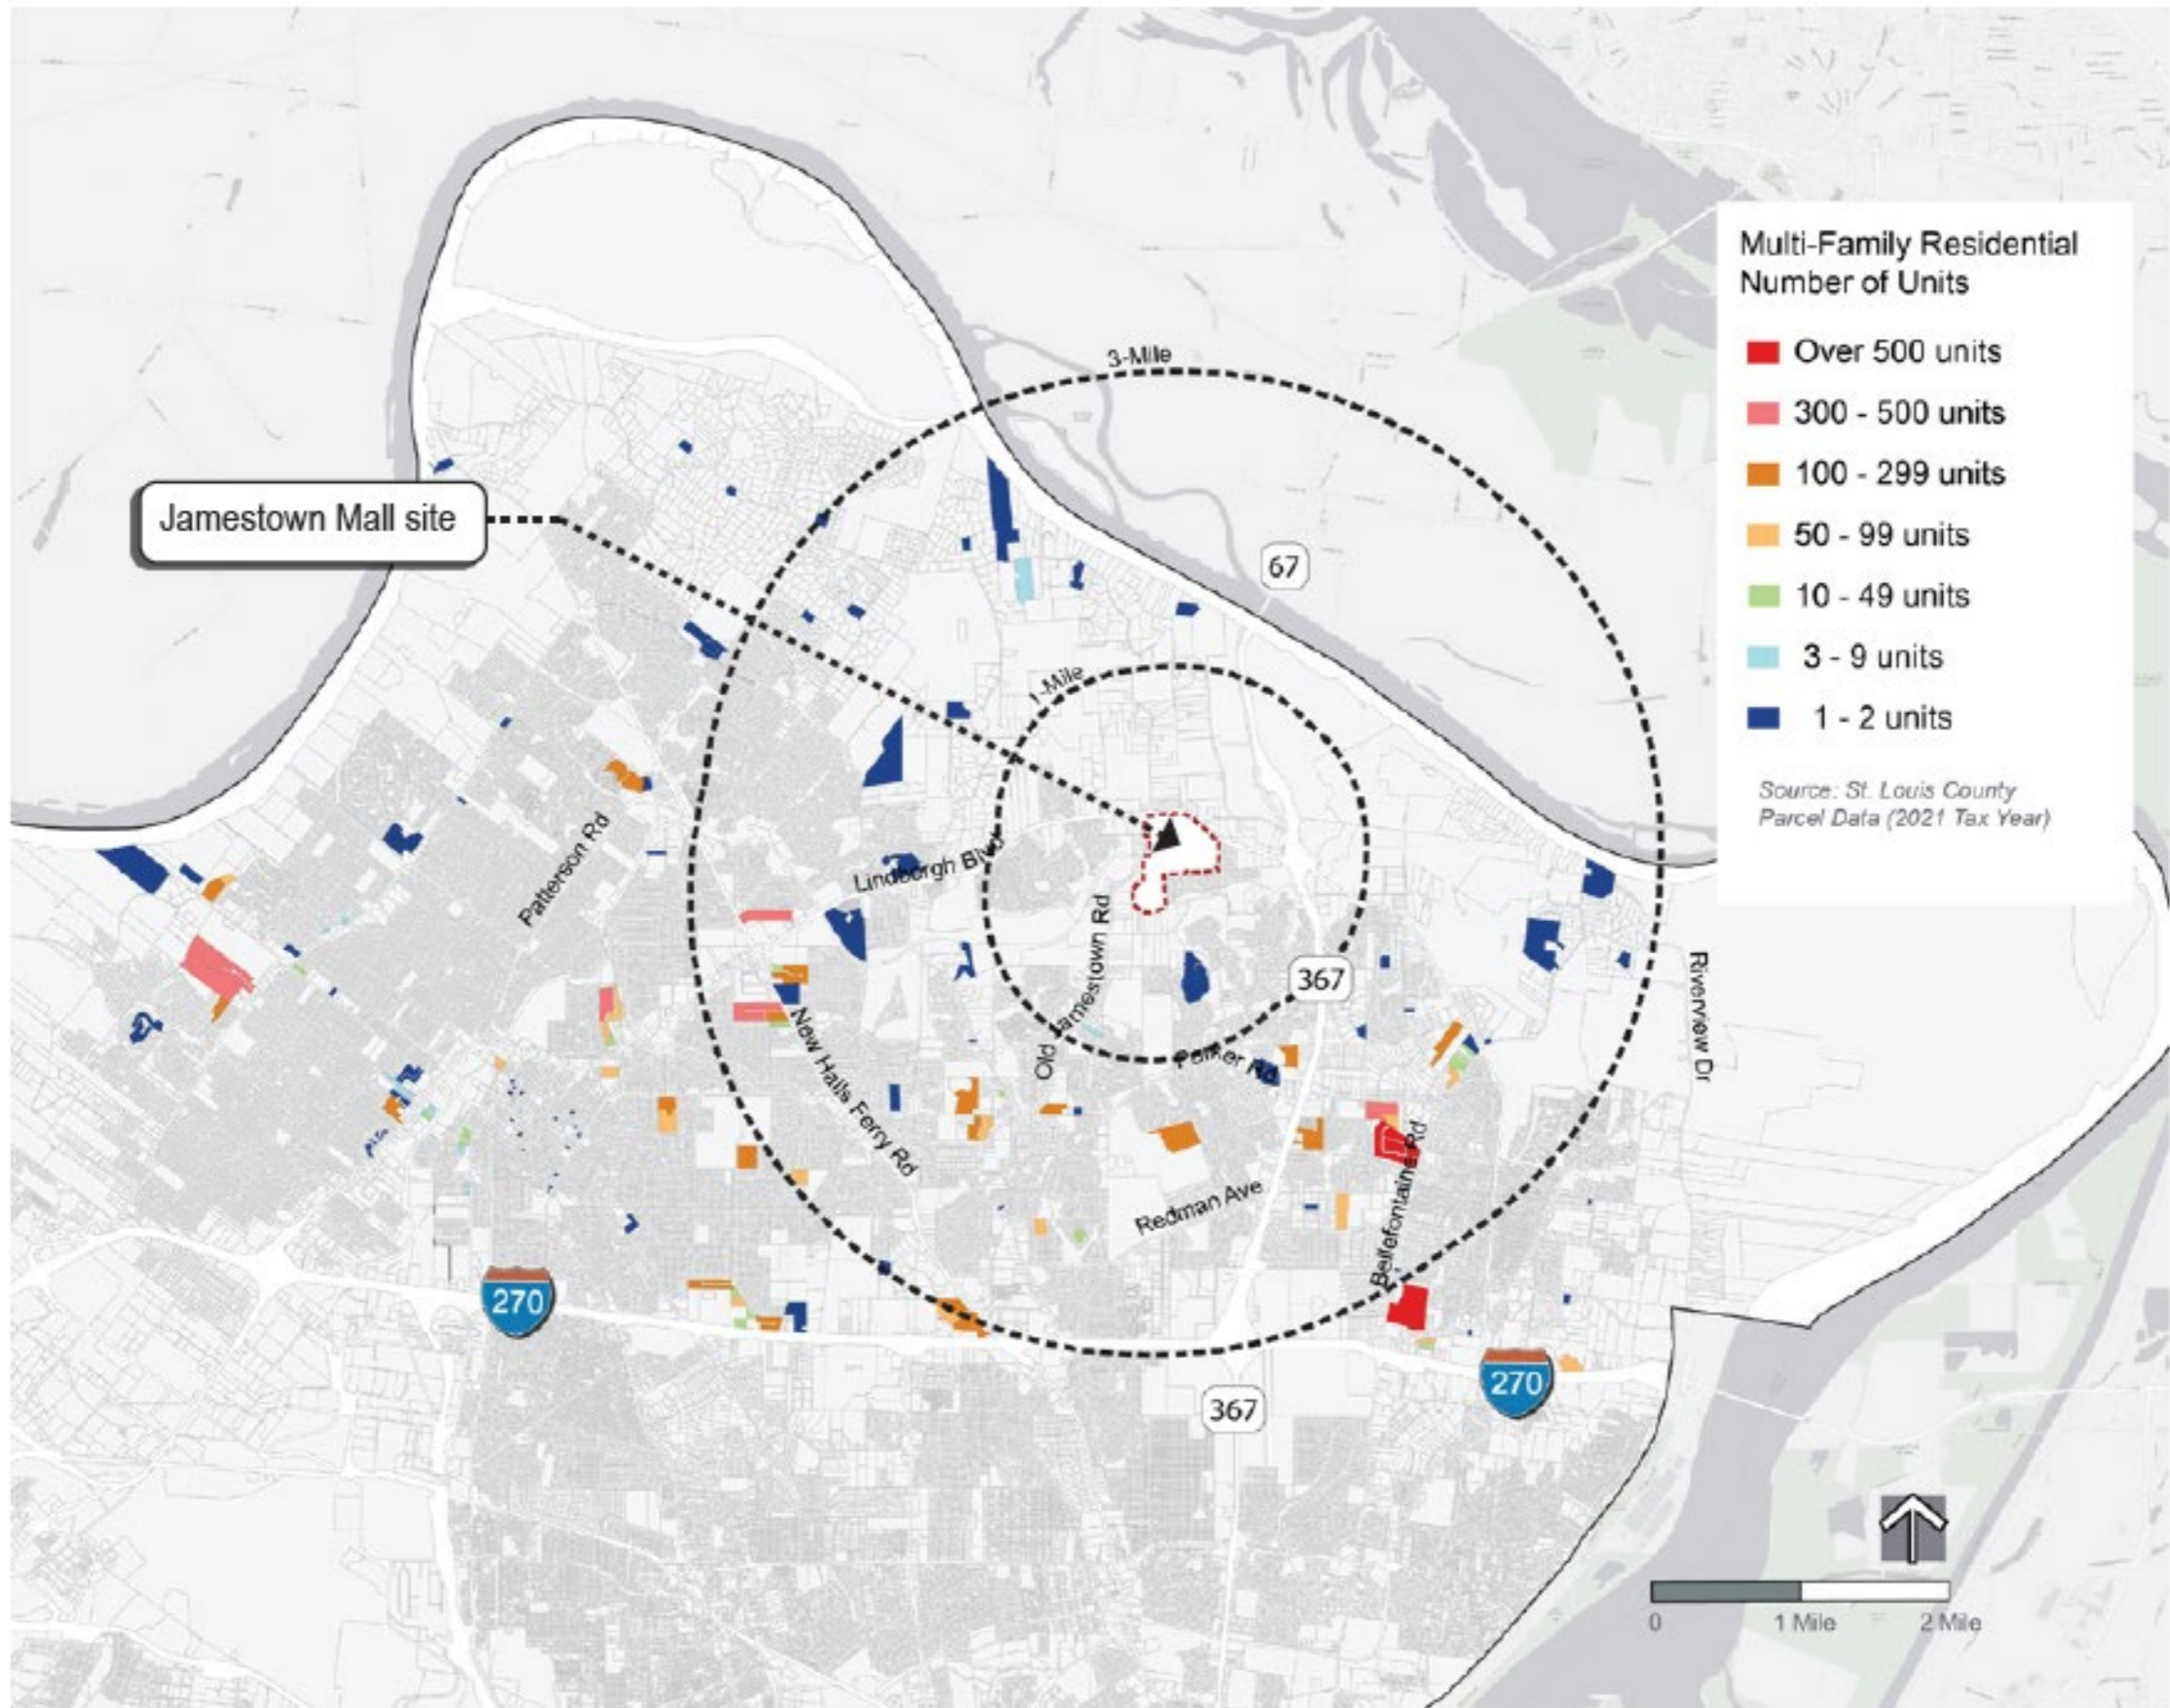 3-Mile
Multi-Family Residential
Number of Units
Over 500 units
300 - 500 units
100 - 299 units
50 - 99 units
10 - 49 units
3 - 9 units
1 - 2 units
Source: St. Louis County
Parcel Data (2021 Tax Year)
Jamestown Mall site
67
1-Mile
Patterson Rd
Lindbergh Blvd
Old Jamestown Rd
367
Riverview Dr
New Halls Ferry Rd
Parker Rd
Redman Ave
Bellefontaine Rd
270
270
367
0 1 Mile 2 Mile